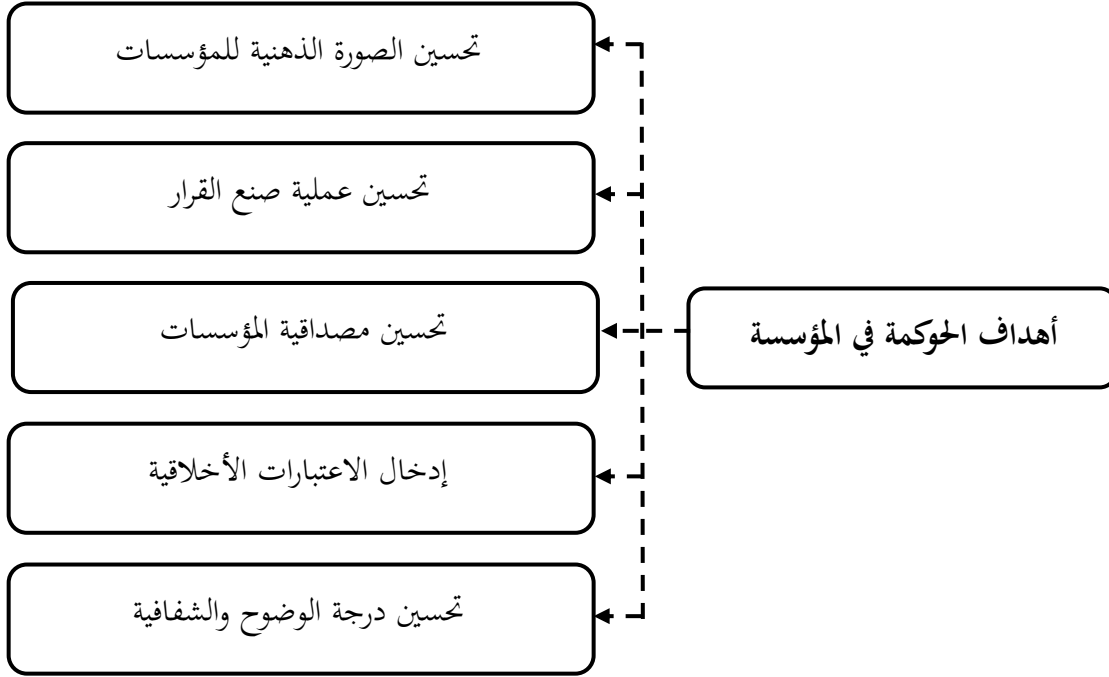 تحسين الصورة الذهنية للمؤسسات
تحسين عملية صنع القرار
تحسين مصداقية المؤسسات
أهداف الحوكمة في المؤسسة
إدخال الاعتبارات الأخلاقية
تحسين درجة الوضوح والشفافية